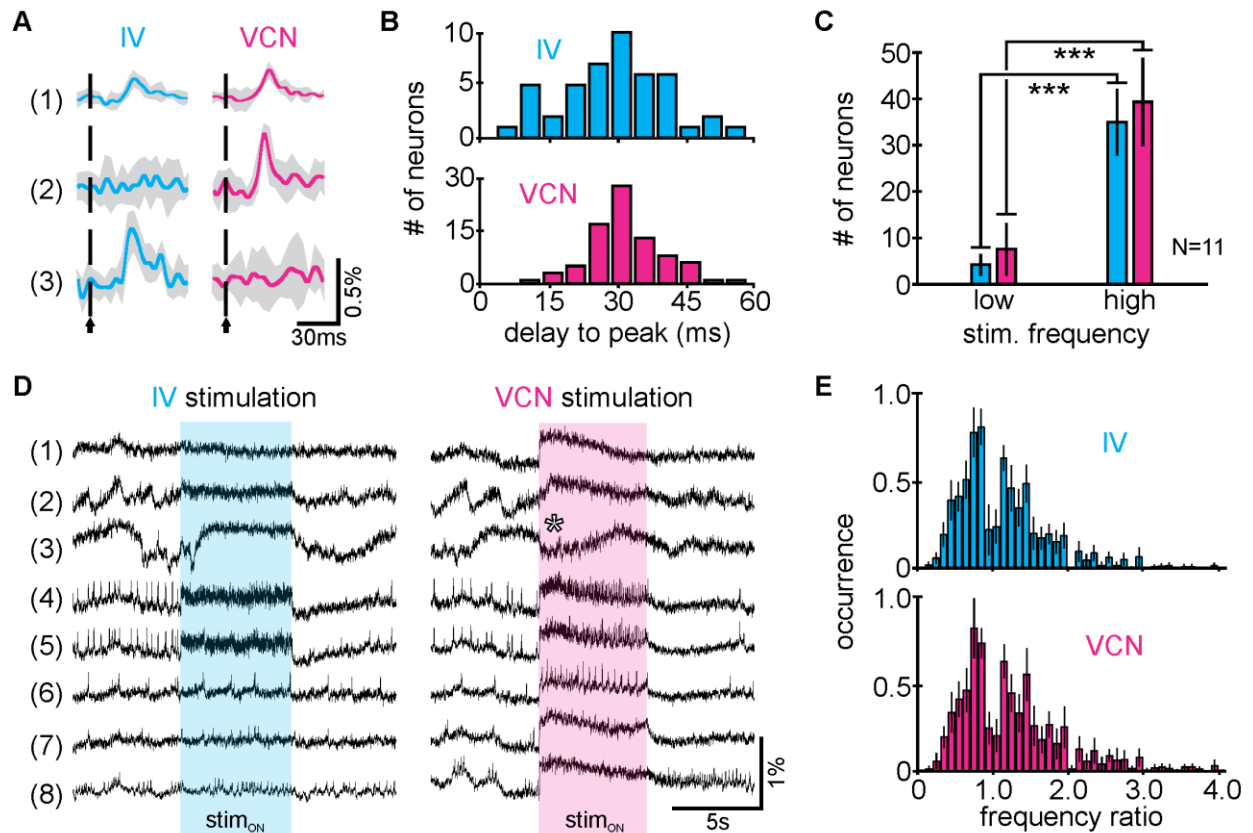 A
IV
VCN
(1)
(2)
(3)
0.5%
30ms
B
# of neurons
10
5
0
IV
30
15
0
VCN
0
15
30
45
60
delay to peak (ms)
C
# of neurons
50
40
30
20
10
0
***
***
N=11
low
high
stim. frequency
D
IV stimulation
VCN stimulation
(1)
(2)
(3)
*
(4)
(5)
(6)
(7)
(8)
stimON
stimON
1%
5s
E
occurrence
1.0
0.5
0
IV
1.0
0.5
0
VCN
0
1.0
2.0
3.0
4.0
frequency ratio